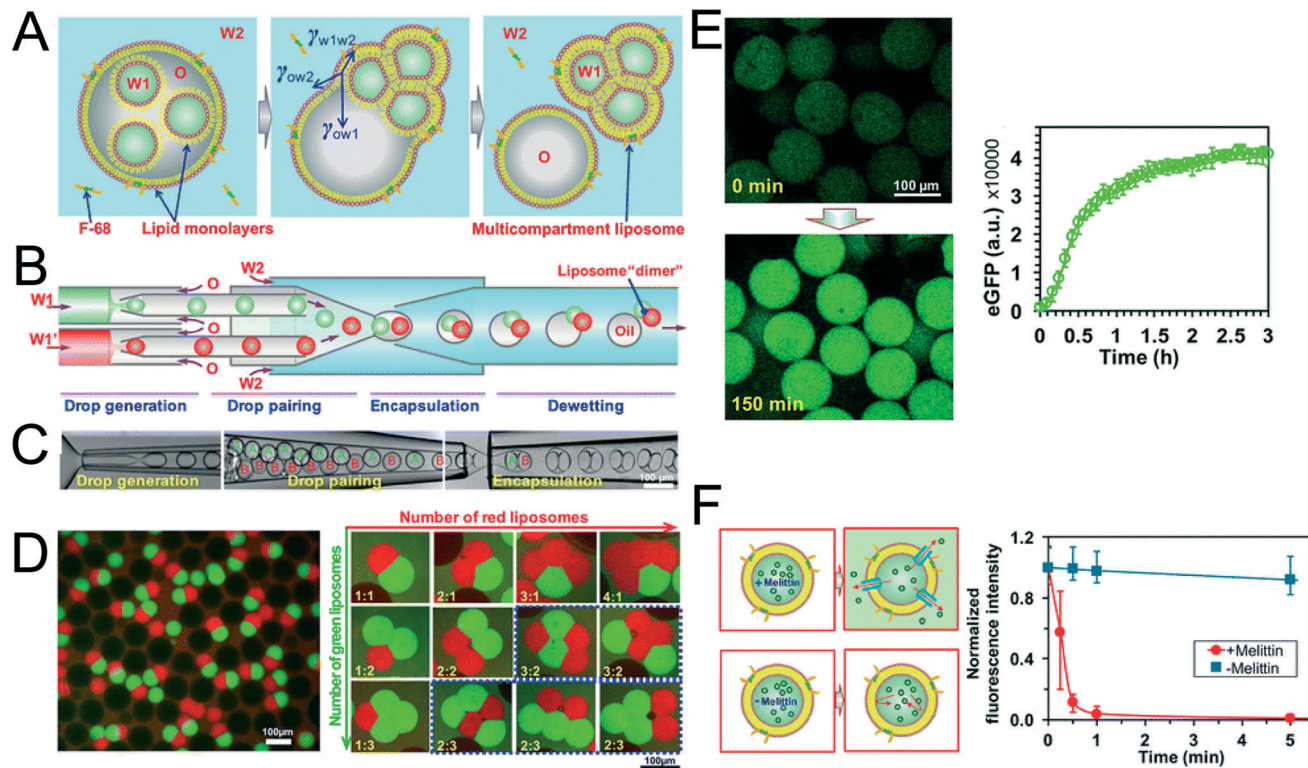 A
W2
W1
O
F-68
Lipid monolayers
γw1w2
γow2
γow1
W2
W1
O
Multicompartment liposome
B
W1
W1'
O
O
O
W2
W2
Liposome "dimer"
Oil
Drop generation
Drop pairing
Encapsulation
Dewetting
C
A A A A A A A A
B B B B B B B B B
A B
Drop generation
Drop pairing
Encapsulation
100 µm
D
100µm
Number of red liposomes
Number of green liposomes
1:1
2:1
3:1
4:1
1:2
2:2
3:2
3:2
1:3
2:3
2:3
2:3
100µm
E
0 min
100 µm
150 min
eGFP (a.u.) x10000
4
3
2
1
0
0 0.5 1 1.5 2 2.5 3
Time (h)
F
+ Melittin
- Melittin
Normalized
fluorescence intensity
1.2
0.8
0.4
0.0
+Melittin
-Melittin
0 1 2 3 4 5
Time (min)